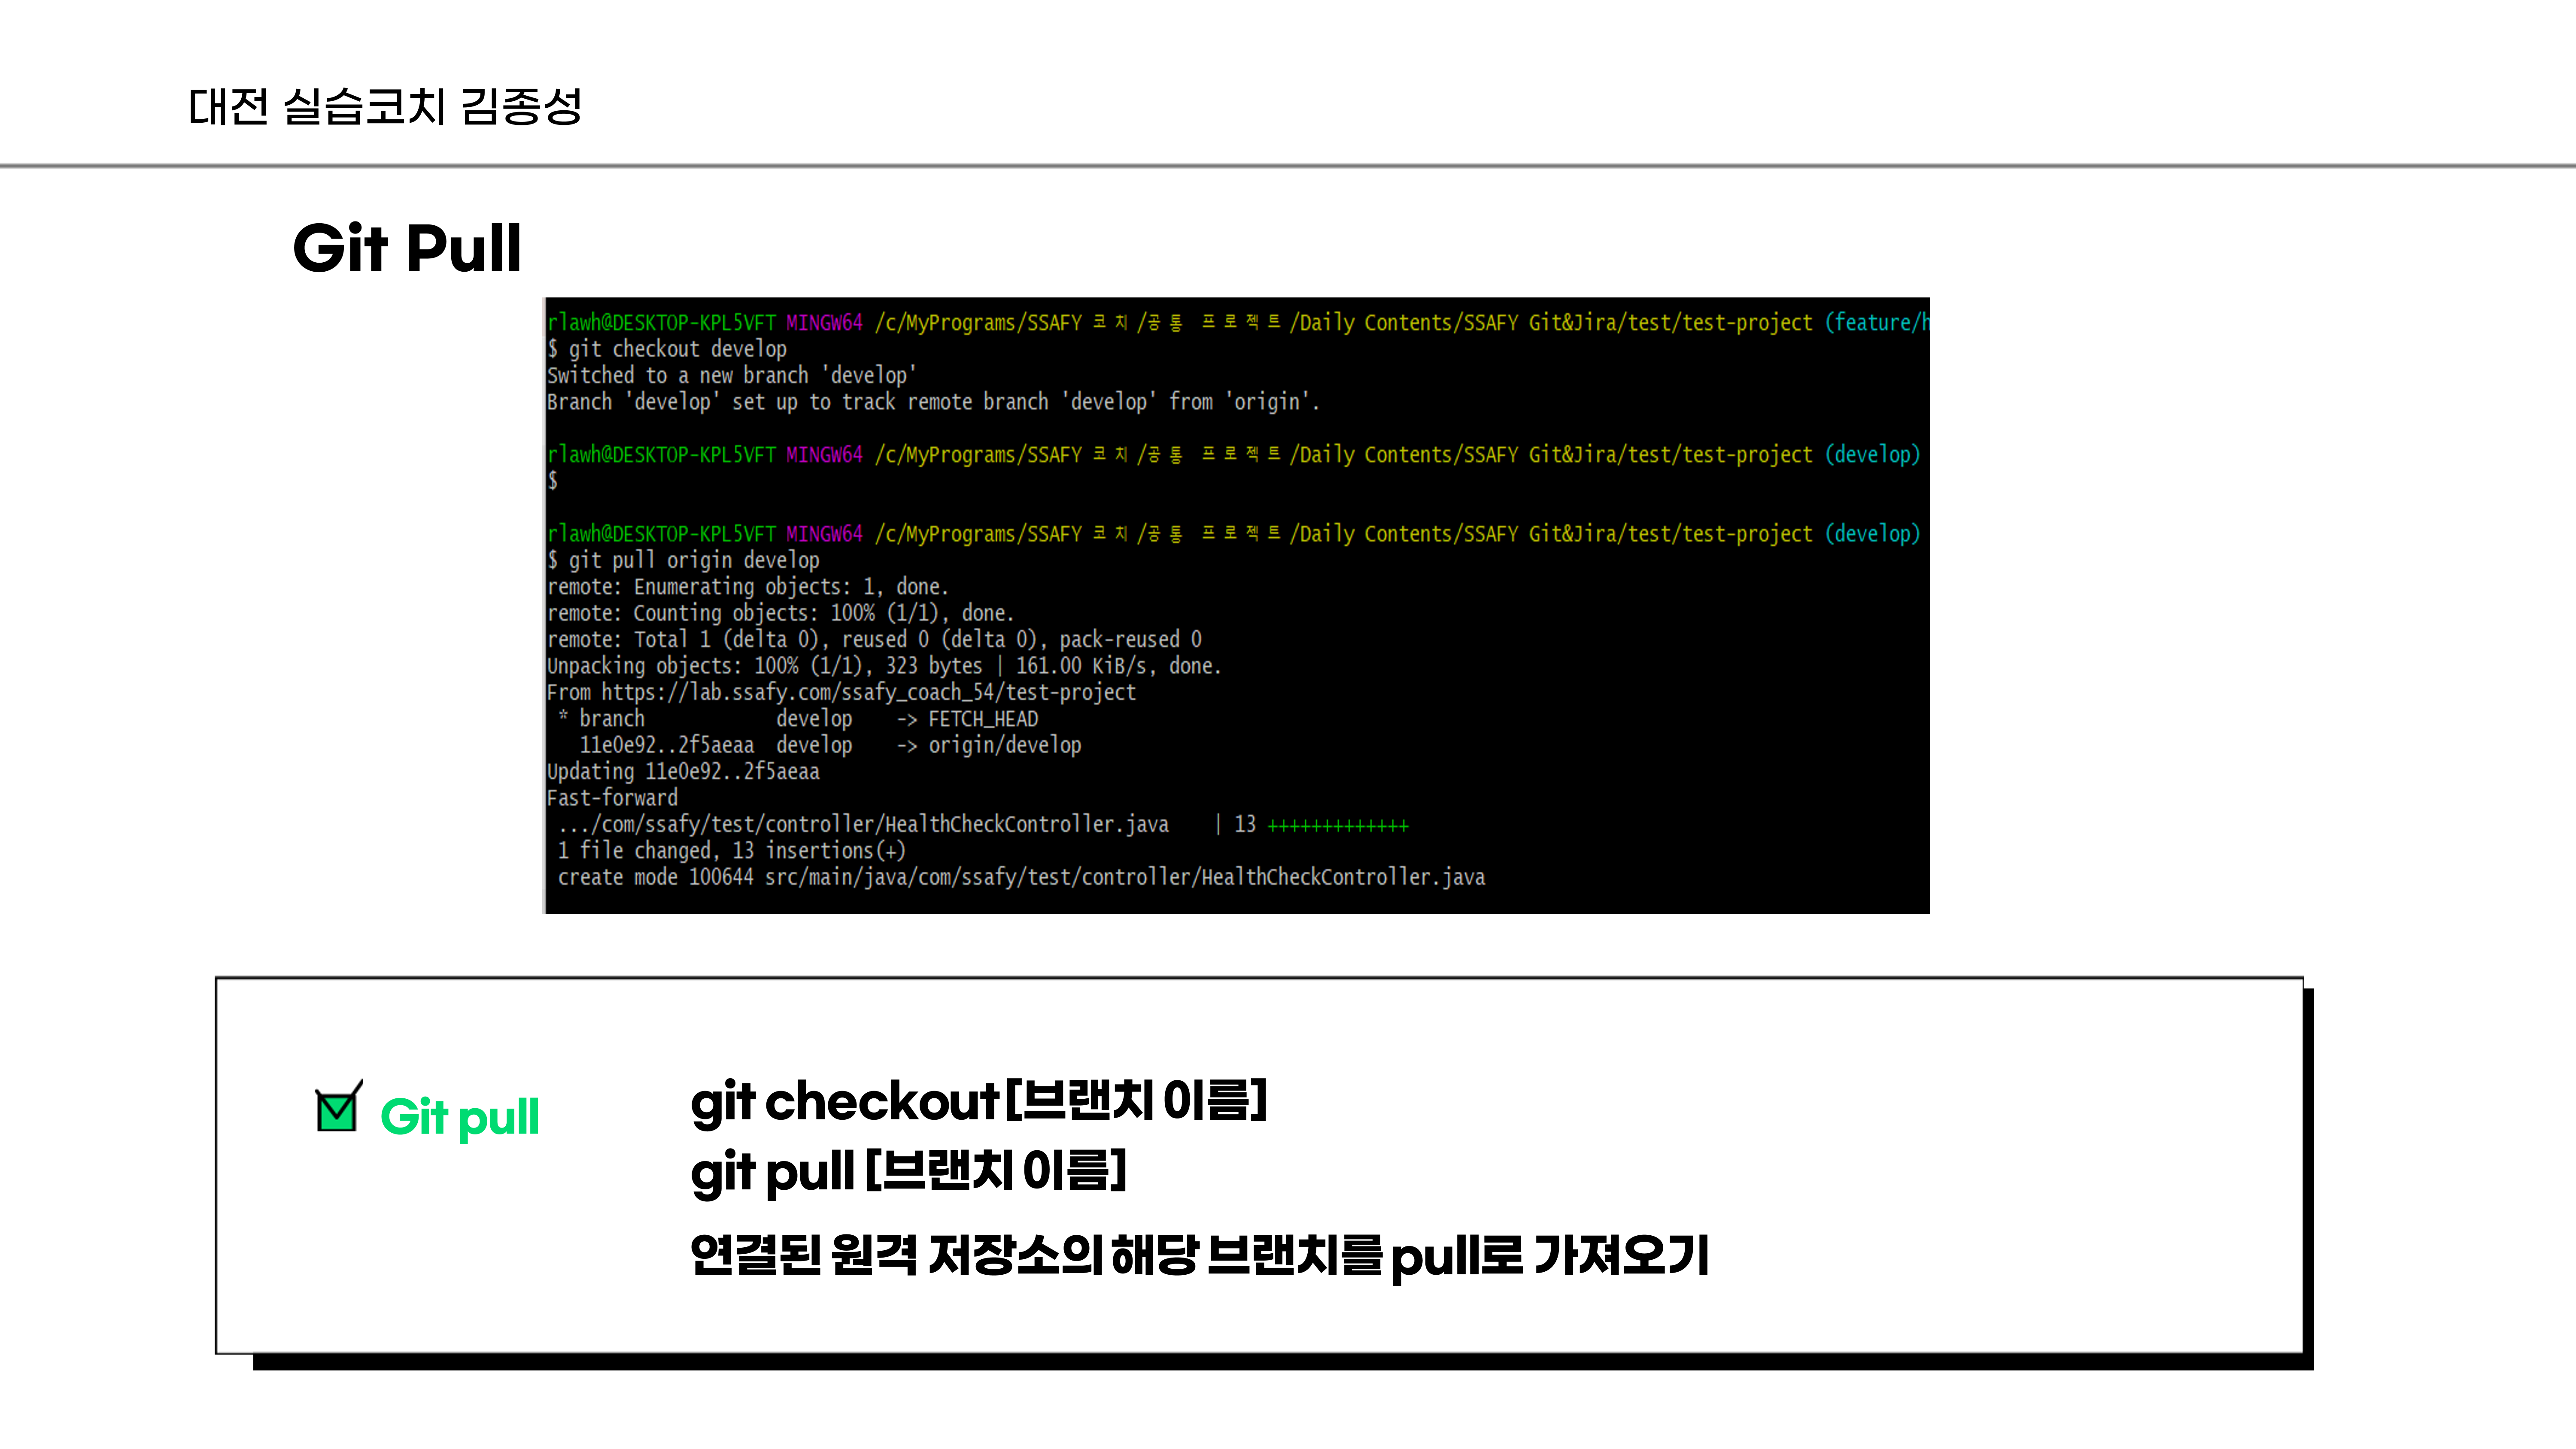 대전 실습코치 김종성
Git Pull
rlawh@DESKTOP-KPL5VFT MINGW64 /c/MyPrograms/SSAFY 코치/공통 프로젝트/Daily Contents/SSAFY Git&Jira/test/test-project (feature/h
$ git checkout develop
Switched to a new branch 'develop'
Branch 'develop' set up to track remote branch 'develop' from 'origin'.
rlawh@DESKTOP-KPL5VFT MINGW64 /c/MyPrograms/SSAFY 코치/공통 프로젝트/Daily Contents/SSAFY Git&Jira/test/test-project (develop)
$
rlawh@DESKTOP-KPL5VFT MINGW64 /c/MyPrograms/SSAFY 코치/공통 프로젝트/Daily Contents/SSAFY Git&Jira/test/test-project (develop)
$ git pull origin develop
remote: Enumerating objects: 1, done.
remote: Counting objects: 100% (1/1), done.
remote: Total 1 (delta 0), reused 0 (delta 0), pack-reused 0
Unpacking objects: 100% (1/1), 323 bytes | 161.00 KiB/s, done.
From https://lab.ssafy.com/ssafy_coach_54/test-project
 * branch            develop    -> FETCH_HEAD
   11e0e92..2f5aeaa  develop    -> origin/develop
Updating 11e0e92..2f5aeaa
Fast-forward
 .../com/ssafy/test/controller/HealthCheckController.java    | 13 +++++++++++++
 1 file changed, 13 insertions(+)
 create mode 100644 src/main/java/com/ssafy/test/controller/HealthCheckController.java
Git pull
git checkout [브랜치 이름]
git pull [브랜치 이름]
연결된 원격 저장소의 해당 브랜치를 pull로 가져오기